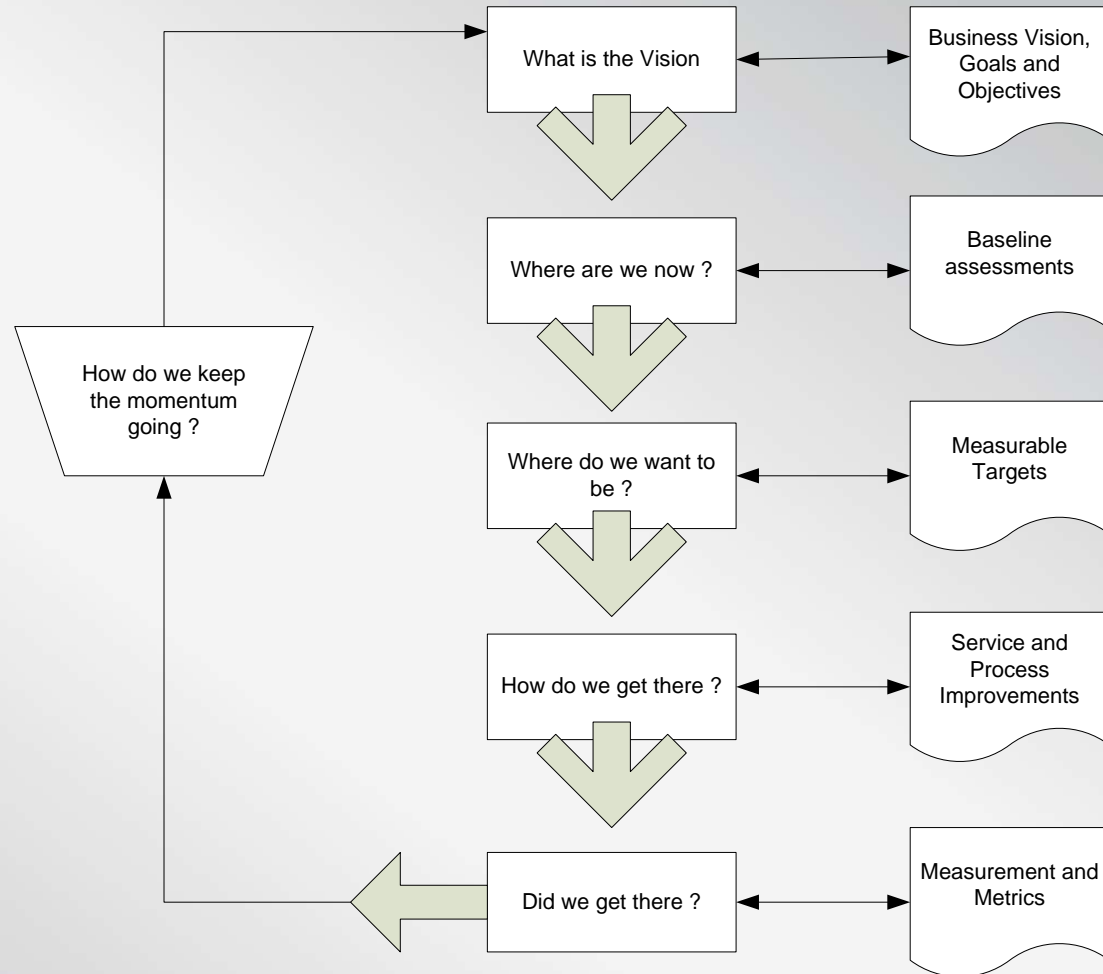 What is the Vision
Business Vision,
Goals and
Objectives
Where are we now ?
Baseline
assessments
How do we keep
the momentum
going ?
Where do we want to
be ?
Measurable
Targets
How do we get there ?
Service and
Process
Improvements
Did we get there ?
Measurement and
Metrics